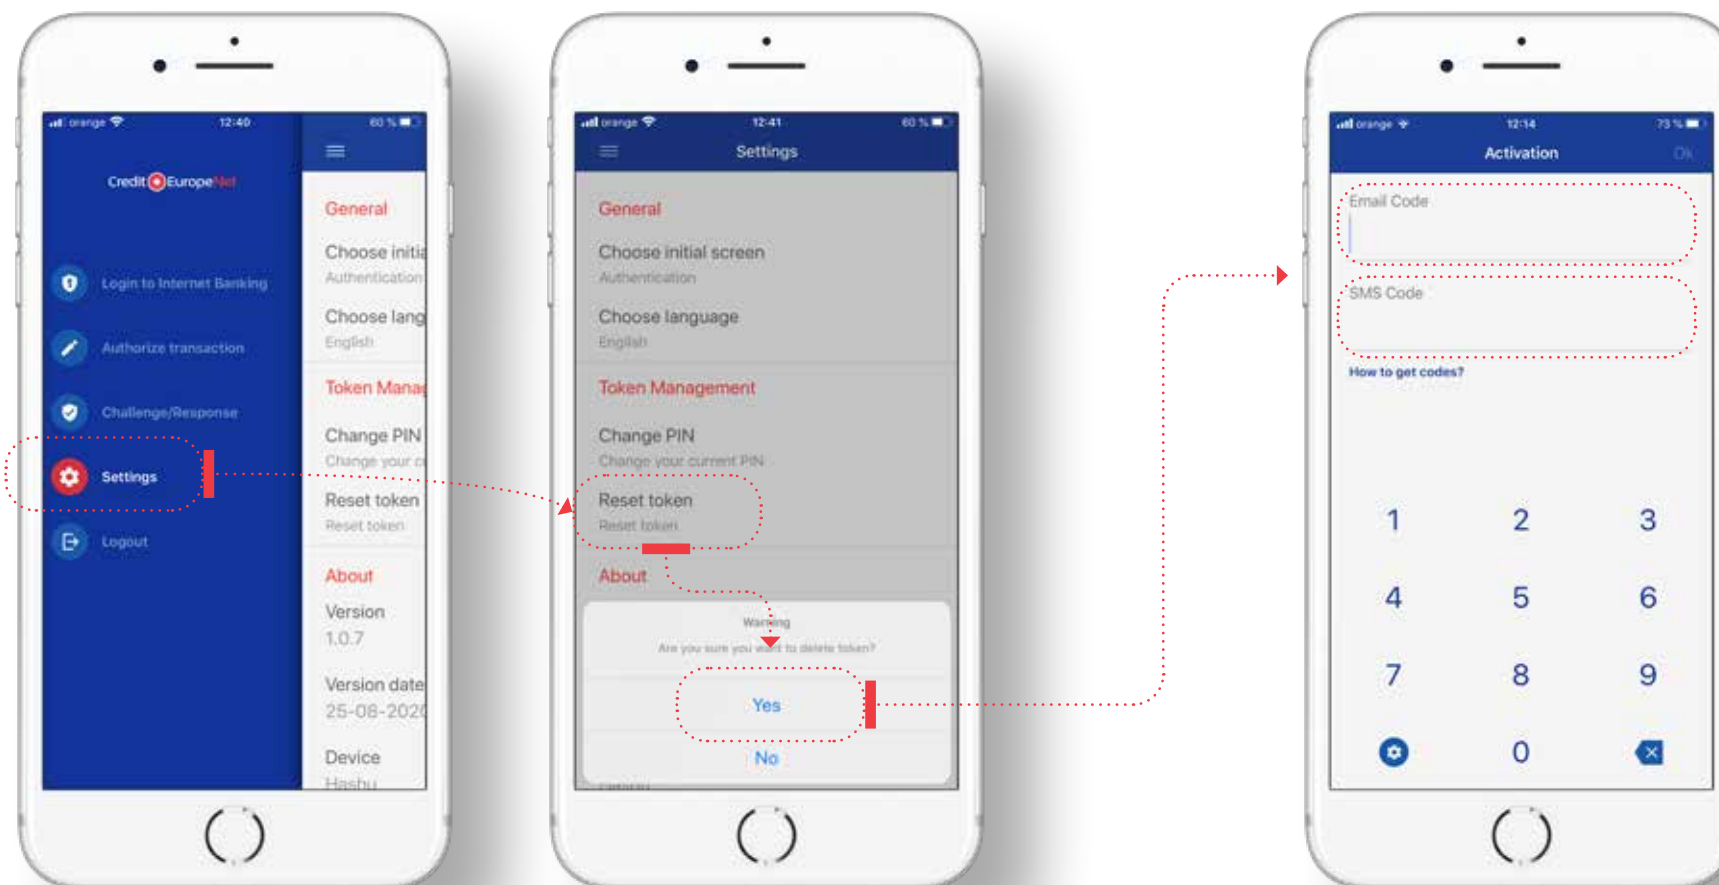 orange 12:40 60 %
Credit Europe Net
Login to Internet Banking
Authorize transaction
Challenge/Response
Settings
Logout
General
Choose initia
Authentication
Choose lang
English
Token Manag
Change PIN
Change your cu
Reset token
Reset token
About
Version
1.0.7
Version date
25-08-2020
Device
Hashu
orange 12:41 60 %
Settings
General
Choose initial screen
Authentication
Choose language
English
Token Management
Change PIN
Change your current PIN
Reset token
Reset token
About
Warning
Are you sure you want to delete token?
Yes
No
orange 12:14 73 %
Activation Ok
Email Code
SMS Code
How to get codes?
1 2 3
4 5 6
7 8 9
0